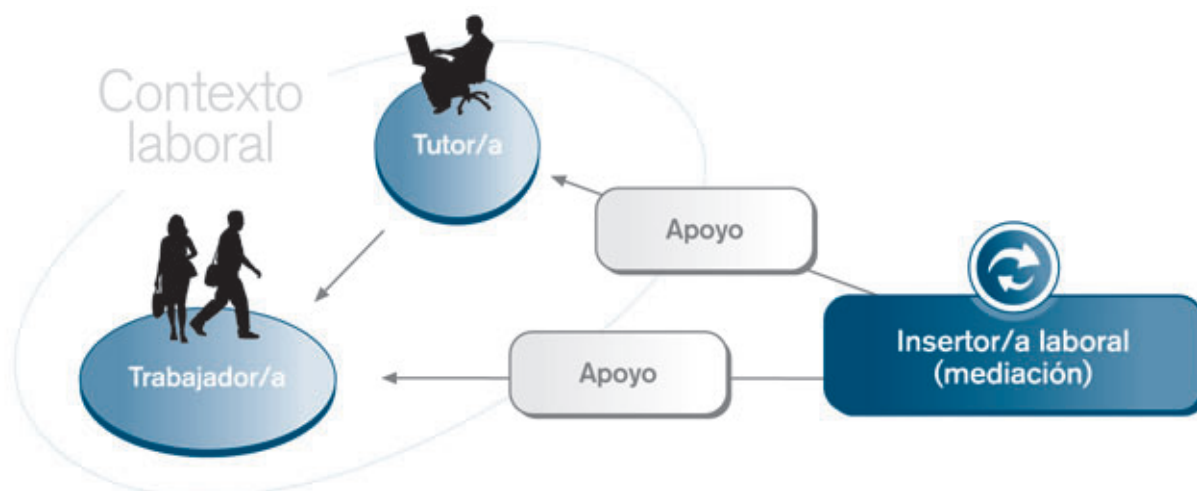 Contexto
laboral
Tutor/a
Apoyo
Trabajador/a
Apoyo
Insertor/a laboral
(mediación)